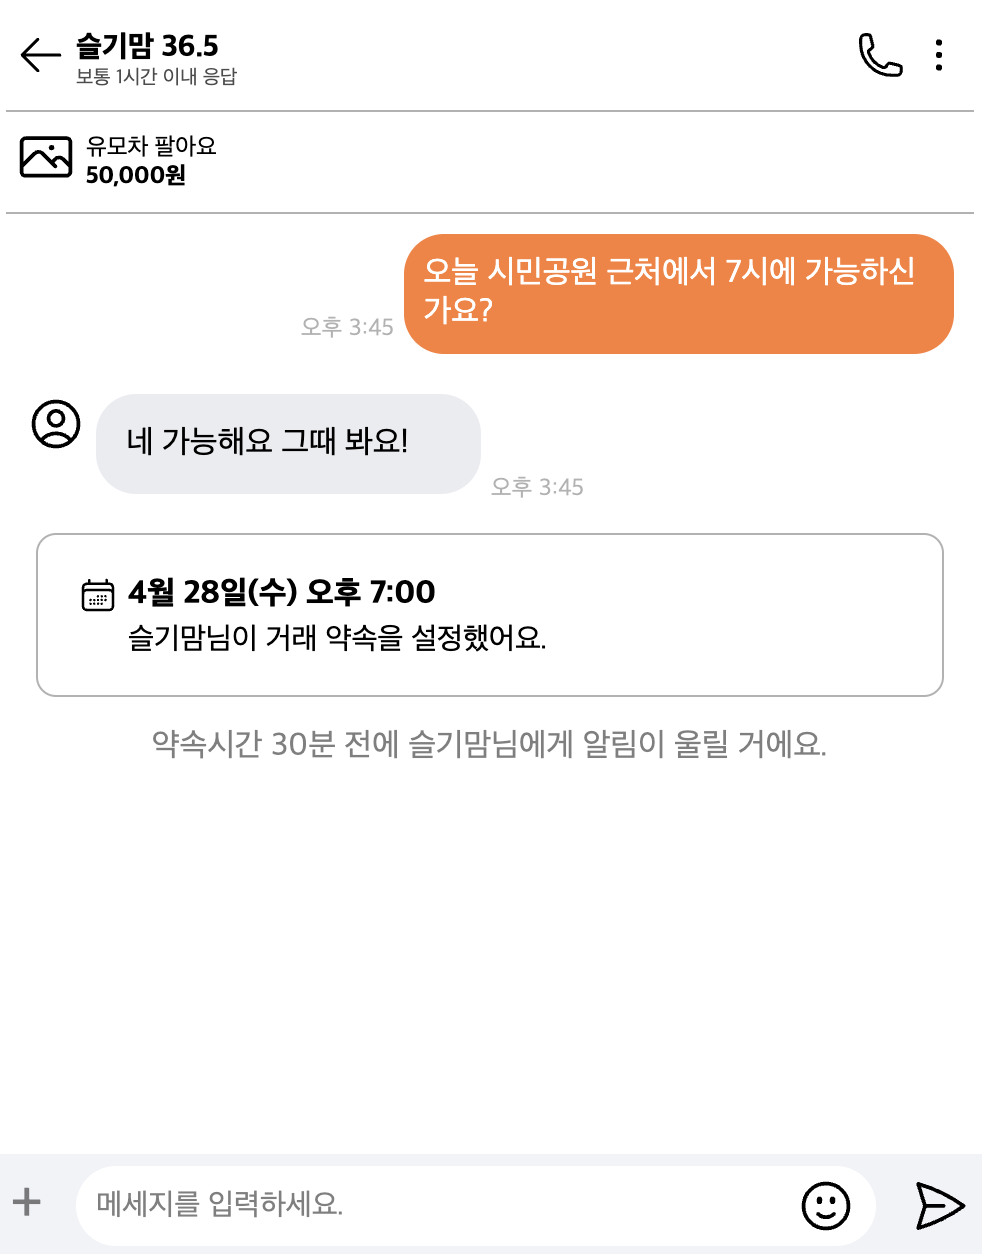 슬기맘 36.5
보통 1시간 이내 응답
유모차 팔아요
50,000원
오늘 시민공원 근처에서 7시에 가능하신
가요?
오후 3:45
네 가능해요 그때 봐요!
오후 3:45
4월 28일(수) 오후 7:00
슬기맘님이 거래 약속을 설정했어요.
약속시간 30분 전에 슬기맘님에게 알림이 울릴 거에요.
메세지를 입력하세요.